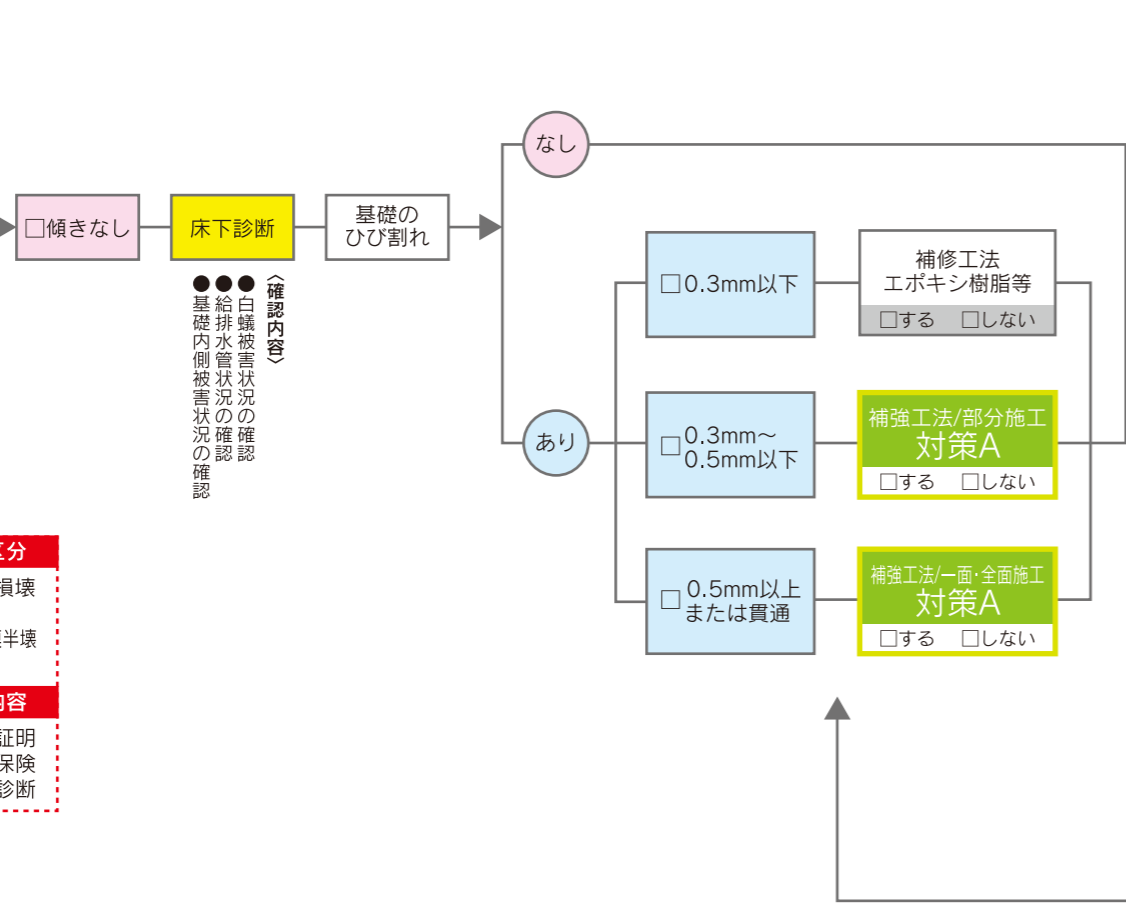 □傾きなし
床下診断
〈確認内容〉
●白蟻被害状況の確認
●給排水管状況の確認
●基礎内側被害状況の確認
基礎の
ひび割れ
なし
あり
□0.3mm以下
補修工法
エポキシ樹脂等
□する □しない
□0.3mm〜
0.5mm以下
補強工法/部分施工
対策A
□する □しない
□0.5mm以上
または貫通
補強工法/一面・全面施工
対策A
□する □しない
区分
損壊
半壊
内容
証明
保険
診断